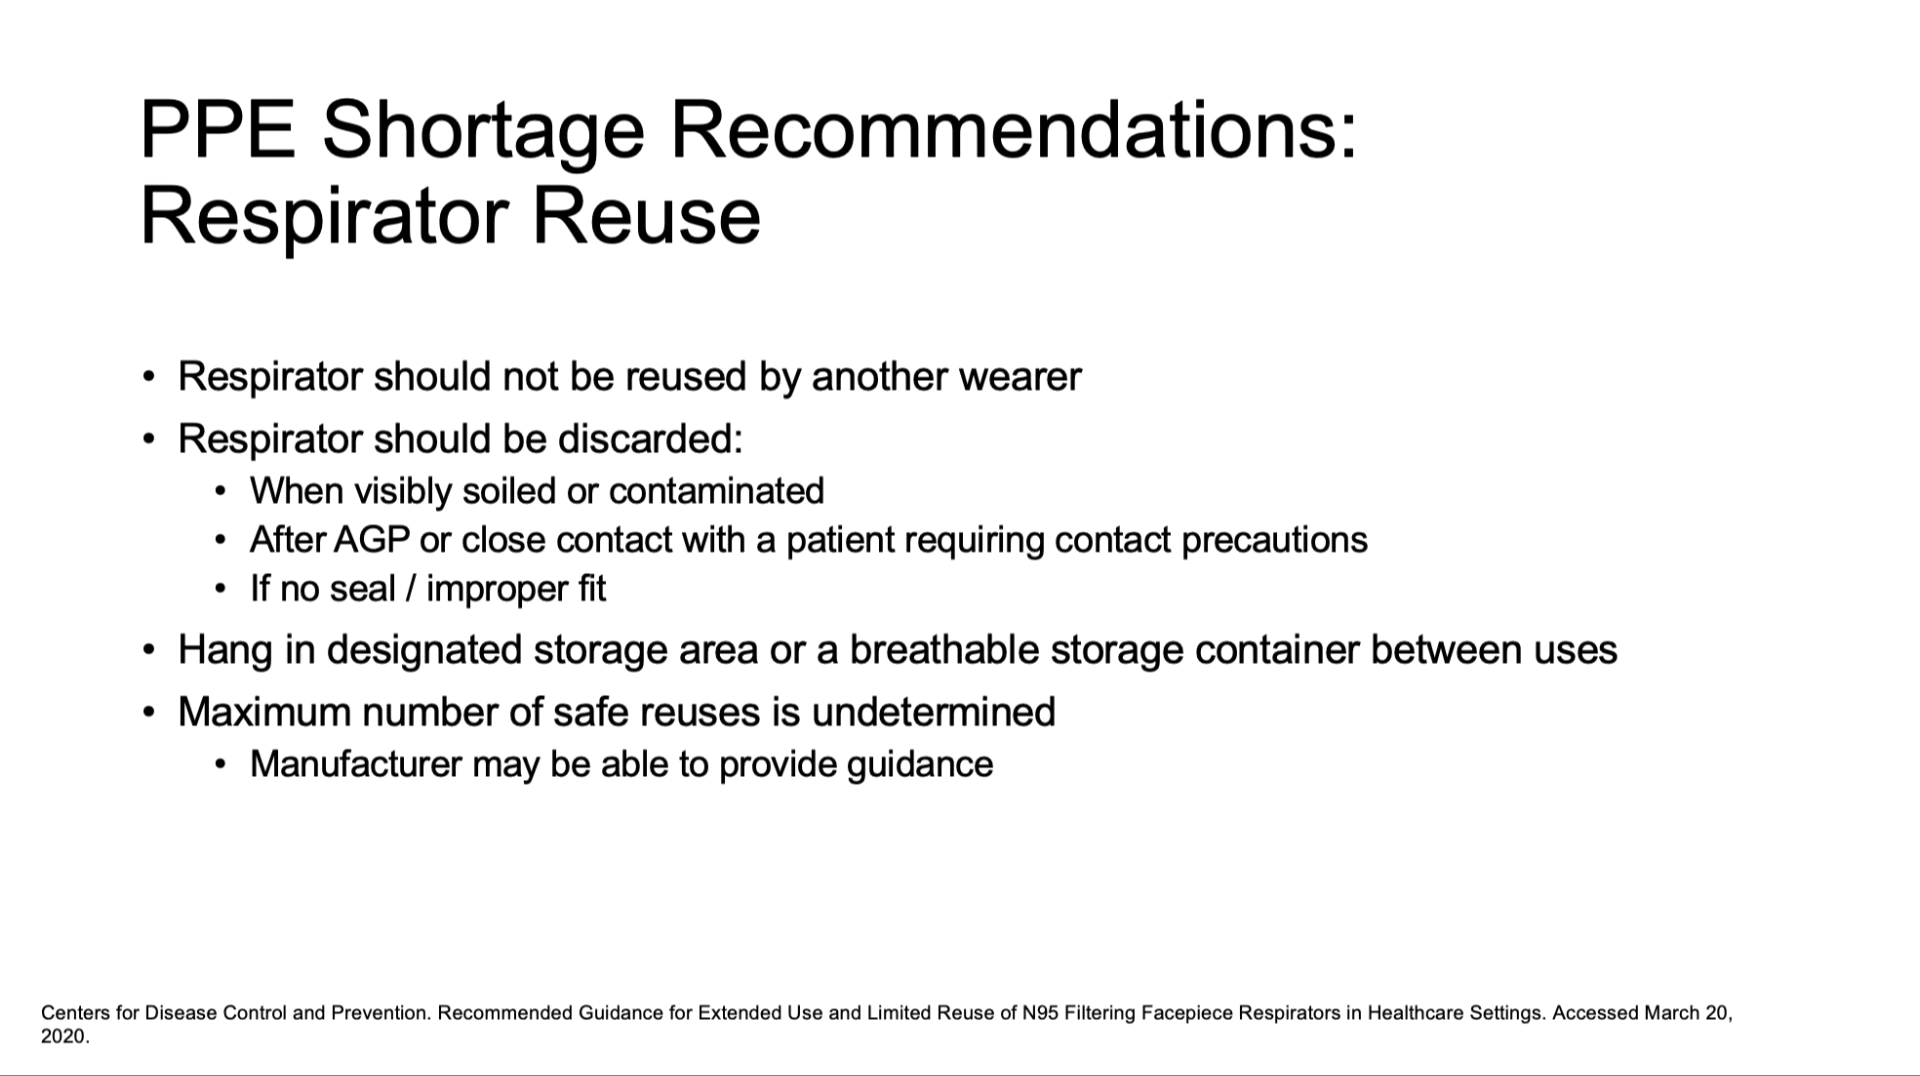 PPE Shortage Recommendations:
Respirator Reuse
• Respirator should not be reused by another wearer
• Respirator should be discarded:
• When visibly soiled or contaminated
• After AGP or close contact with a patient requiring contact precautions
• If no seal / improper fit
• Hang in designated storage area or a breathable storage container between uses
• Maximum number of safe reuses is undetermined
• Manufacturer may be able to provide guidance
Centers for Disease Control and Prevention. Recommended Guidance for Extended Use and Limited Reuse of N95 Filtering Facepiece Respirators in Healthcare Settings. Accessed March 20,
2020.